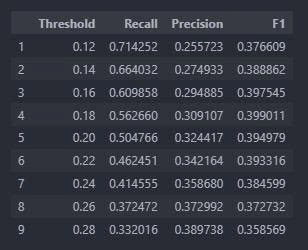 Threshold Recall Precision F1
1 0.12 0.714252 0.255723 0.376609
2 0.14 0.664032 0.274933 0.388862
3 0.16 0.609858 0.294885 0.397545
4 0.18 0.562660 0.309107 0.399011
5 0.20 0.504766 0.324417 0.394979
6 0.22 0.462451 0.342164 0.393316
7 0.24 0.414555 0.358680 0.384599
8 0.26 0.372472 0.372992 0.372732
9 0.28 0.332016 0.389738 0.358569